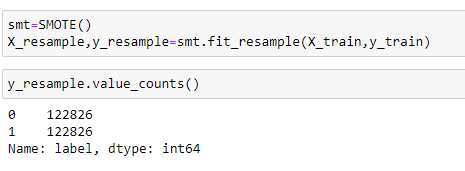 smt=SMOTE()
X_resample,y_resample=smt.fit_resample(X_train,y_train)
y_resample.value_counts()
0    122826
1    122826
Name: label, dtype: int64